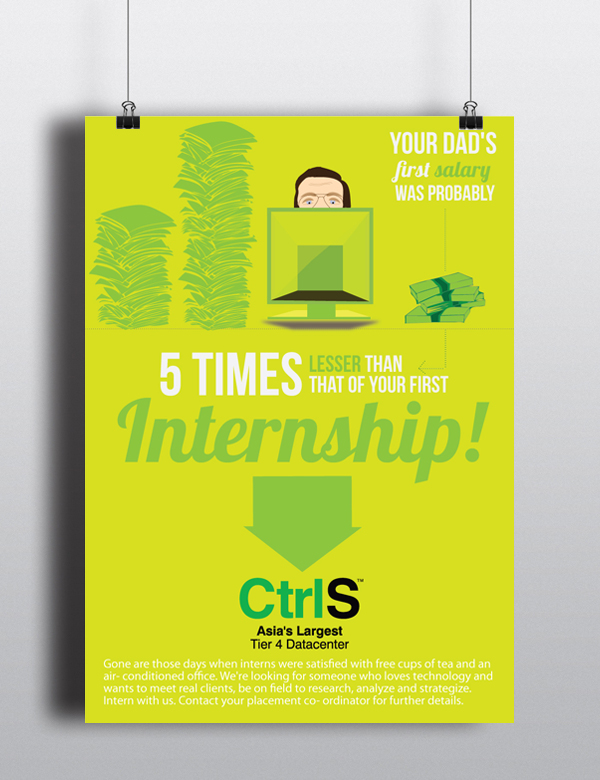 YOUR DAD'S
first salary
WAS PROBABLY
5 TIMES
LESSER THAN
THAT OF YOUR FIRST
Internship!
CtrlS™
Asia's Largest
Tier 4 Datacenter
Gone are those days when interns were satisfied with free cups of tea and an
air- conditioned office. We're looking for someone who loves technology and
wants to meet real clients, be on field to research, analyze and strategize.
Intern with us. Contact your placement co- ordinator for further details.